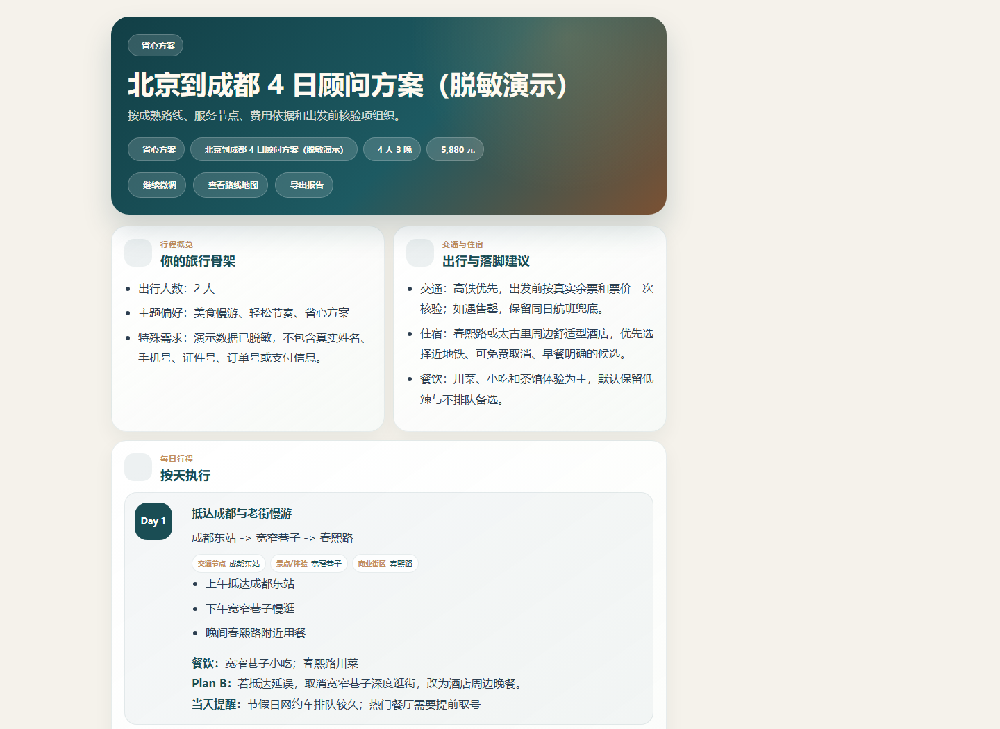 省心方案
北京到成都 4 日顾问方案（脱敏演示）
按成熟路线、服务节点、费用依据和出发前核验项组织。
省心方案
北京到成都 4 日顾问方案（脱敏演示）
4 天 3 晚
5,880 元
继续微调
查看路线地图
导出报告
行程概览
你的旅行骨架
出行人数：2 人
主题偏好：美食慢游、轻松节奏、省心方案
特殊需求：演示数据已脱敏，不包含真实姓名、
手机号、证件号、订单号或支付信息。
交通与住宿
出行与落脚建议
交通：高铁优先，出发前按真实余票和票价二次
核验；如遇售罄，保留同日航班兜底。
住宿：春熙路或太古里周边舒适型酒店，优先选
择近地铁、可免费取消、早餐明确的候选。
餐饮：川菜、小吃和茶馆体验为主，默认保留低
辣与不排队备选。
每日行程
按天执行
Day 1
抵达成都与老街慢游
成都东站 -> 宽窄巷子 -> 春熙路
交通节点 成都东站
景点/体验 宽窄巷子
商业街区 春熙路
上午抵达成都东站
下午宽窄巷子慢逛
晚间春熙路附近用餐
餐饮：宽窄巷子小吃；春熙路川菜
Plan B：若抵达延误，取消宽窄巷子深度逛街，改为酒店周边晚餐。
当天提醒：节假日网约车排队较久；热门餐厅需要提前取号